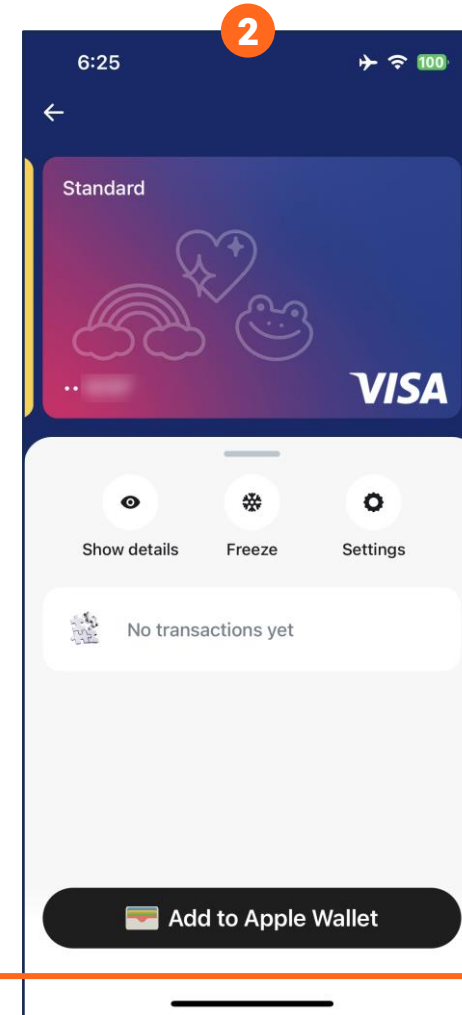 2
6:25
100
Standard
..
VISA
Show details Freeze Settings
No transactions yet
Add to Apple Wallet